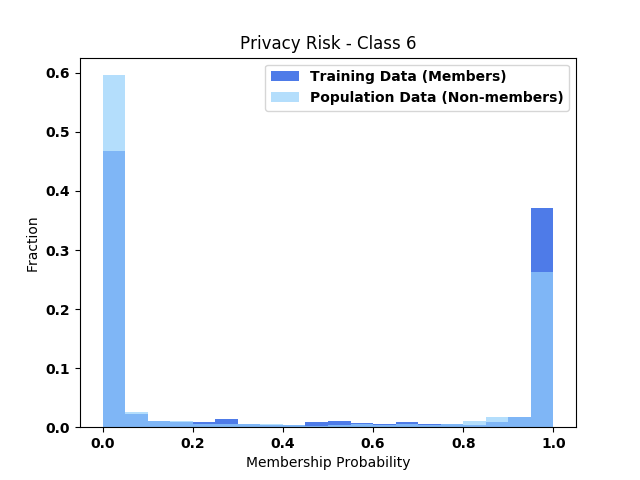 Privacy Risk - Class 6
Training Data (Members)
Population Data (Non-members)
0.6
0.5
0.4
0.3
0.2
0.1
0.0
Fraction
0.0 0.2 0.4 0.6 0.8 1.0
Membership Probability